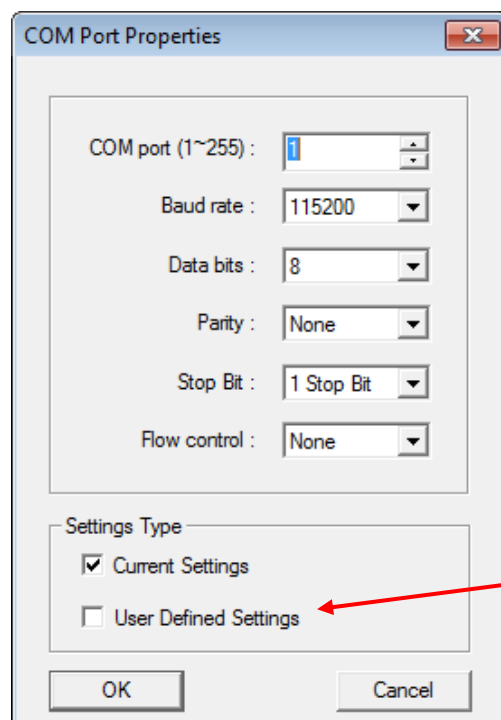 COM Port Properties
COM port (1~255) : 1
Baud rate : 115200
Data bits : 8
Parity : None
Stop Bit : 1 Stop Bit
Flow control : None
Settings Type
Current Settings
User Defined Settings
OK Cancel